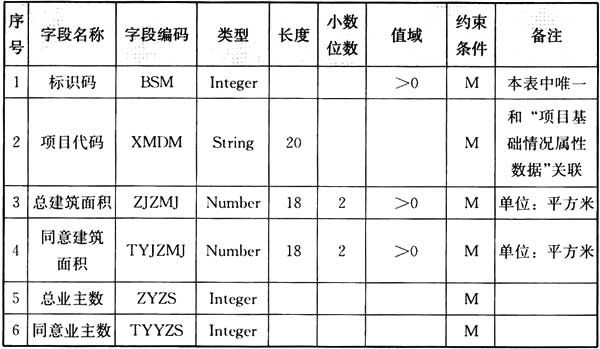 序号 字段名称 字段编码 类型 长度 小数位数 值域 约束条件 备注
1 标识码 BSM Integer >0 M 本表中唯一
2 项目代码 XMDM String 20 M 和“项目基础情况属性数据”关联
3 总建筑面积 ZJZMJ Number 18 2 >0 M 单位：平方米
4 同意建筑面积 TYJZMJ Number 18 2 >0 M 单位：平方米
5 总业主数 ZYZS Integer M
6 同意业主数 TYYZS Integer M